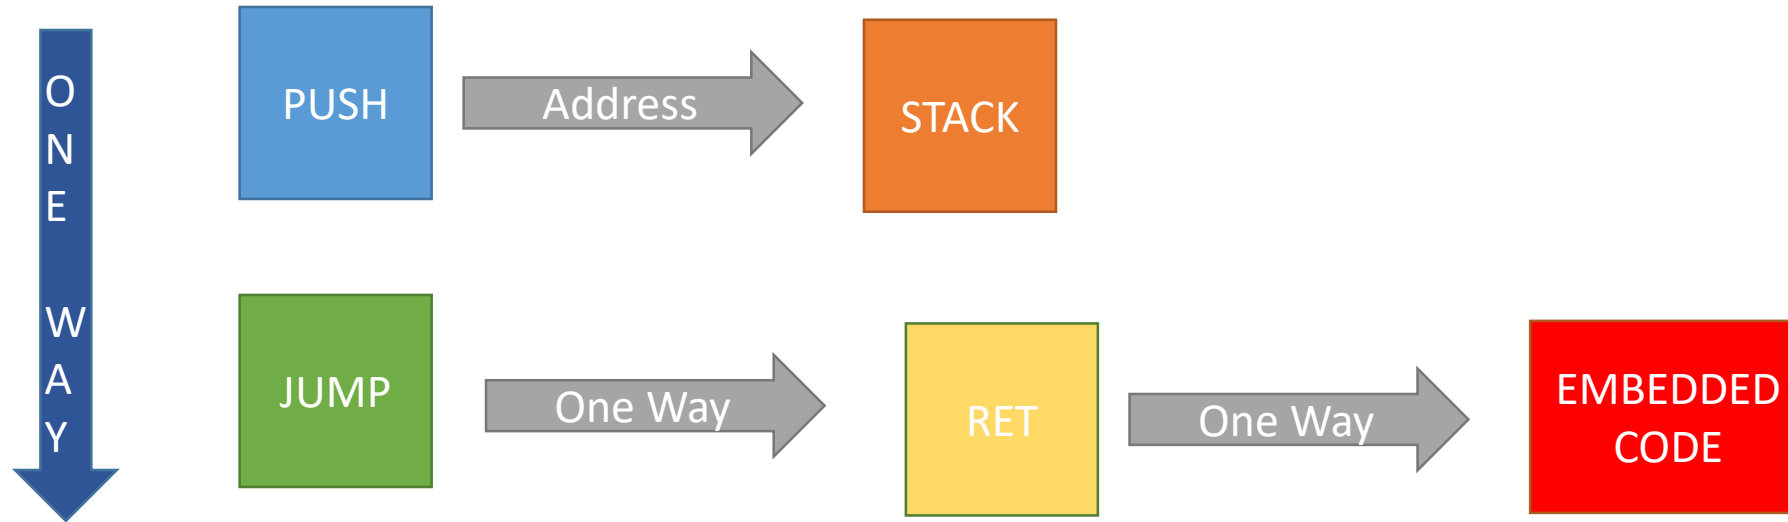 O
N
E
W
A
Y
PUSH
Address
STACK
JUMP
One Way
RET
One Way
EMBEDDED
CODE